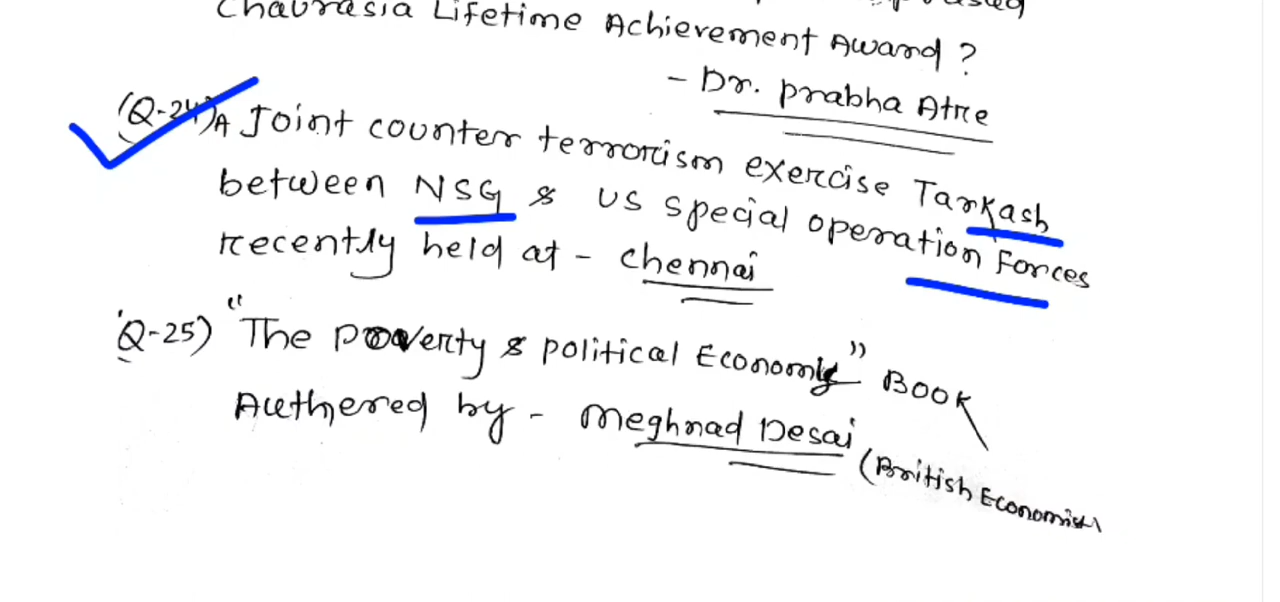 Chaurasia Lifetime Achievement Award ?
- Dr. Prabha Atre
(Q-24) A Joint counter terrorism exercise Tarkash
between NSG & US special operation Forces
recently held at - Chennai
Q-25) "The poverty & political Economy" BOOK
Authered by - Meghnad Desai
(British Economist)